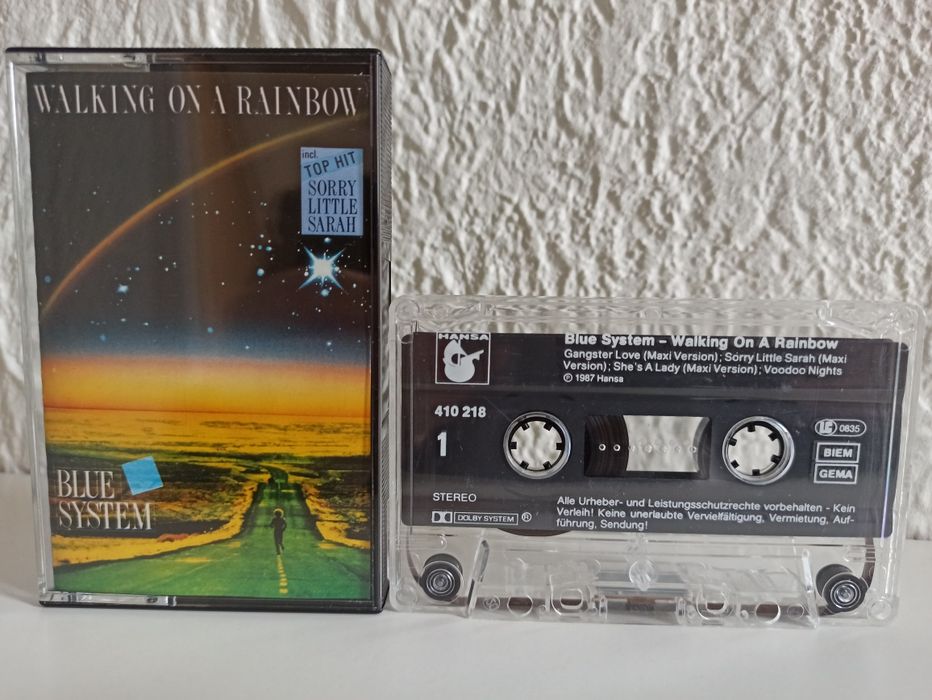 WALKING ON A RAINBOW
incl.
TOP HIT
SORRY
LITTLE
SARAH
BLUE
SYSTEM
HANSA
Blue System – Walking On A Rainbow
Gangster Love (Maxi Version); Sorry Little Sarah (Maxi
Version); She's A Lady (Maxi Version); Voodoo Nights
℗ 1987 Hansa
410 218
1
LC 0835
BIEM
GEMA
STEREO
DOLBY SYSTEM ®
Alle Urheber- und Leistungsschutzrechte vorbehalten - Kein
Verleih! Keine unerlaubte Vervielfältigung, Vermietung, Auf-
führung, Sendung!